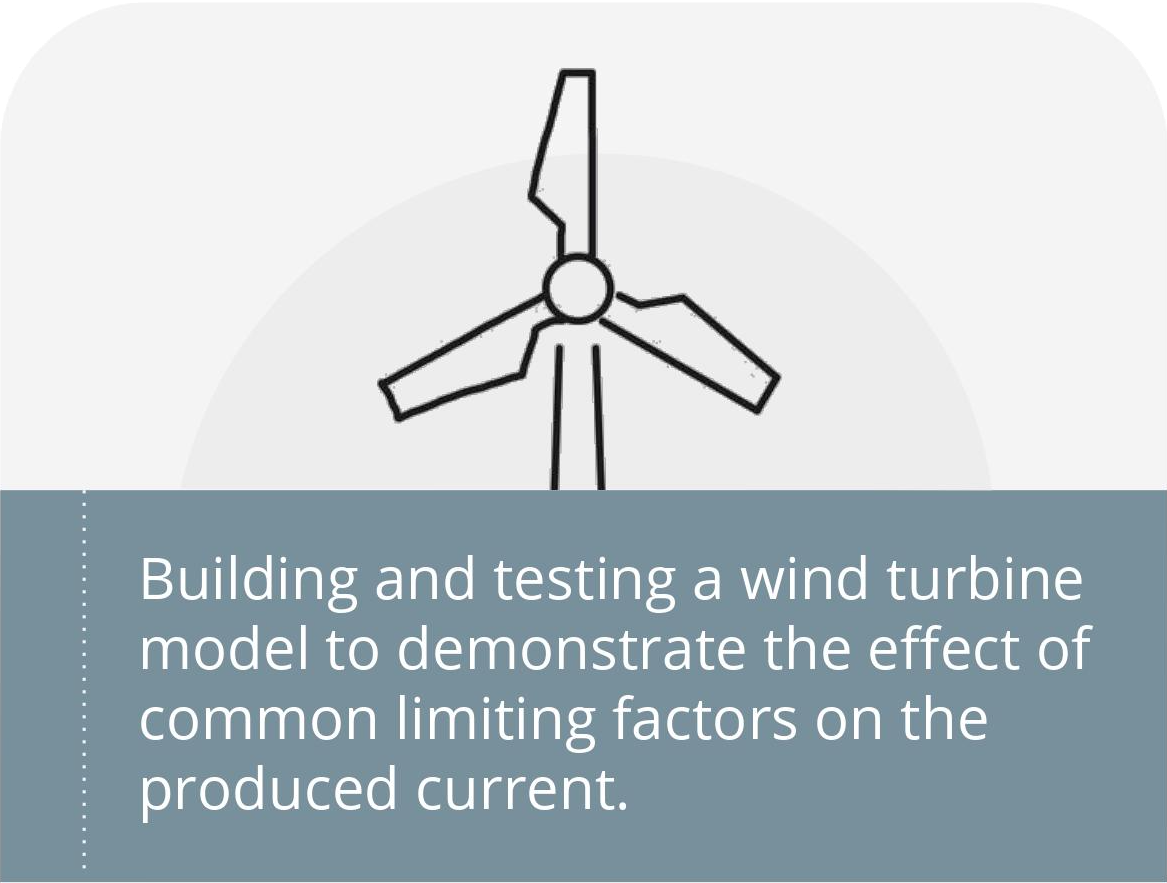 Building and testing a wind turbine
model to demonstrate the effect of
common limiting factors on the
produced current.